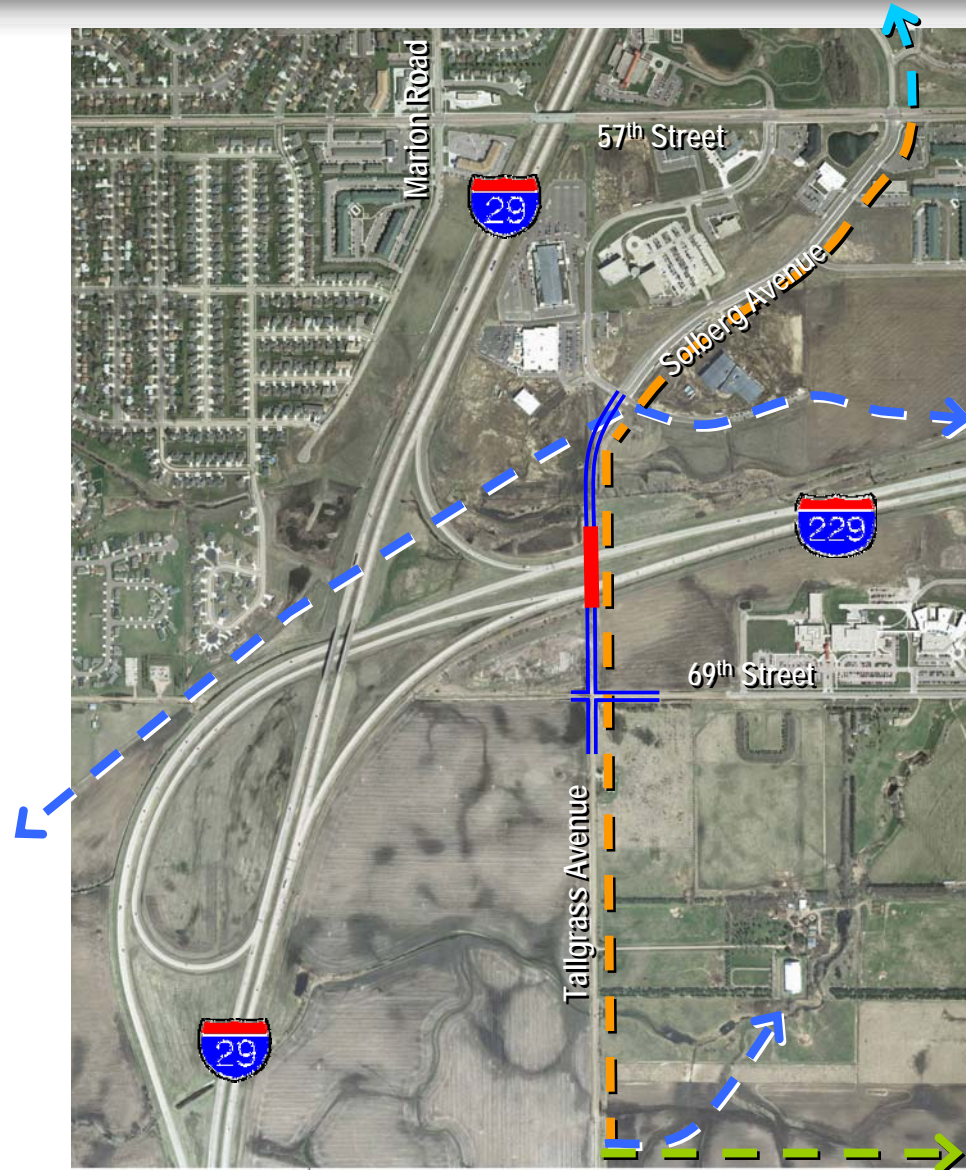 Marion Road
57th Street
29
Solberg Avenue
229
69th Street
Tallgrass Avenue
29